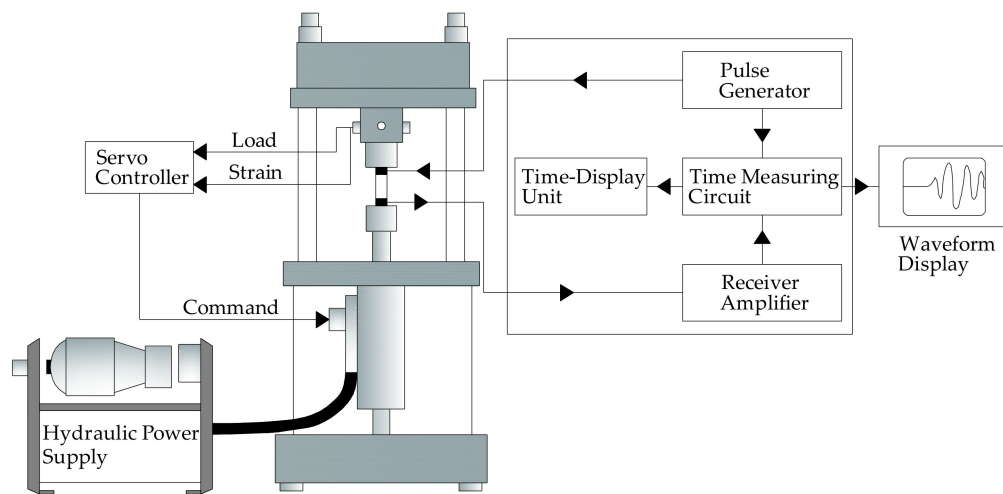 Pulse
Generator
Load
Servo
Controller
Strain
Time-Display
Unit
Time Measuring
Circuit
Waveform
Display
Receiver
Amplifier
Command
Hydraulic Power
Supply